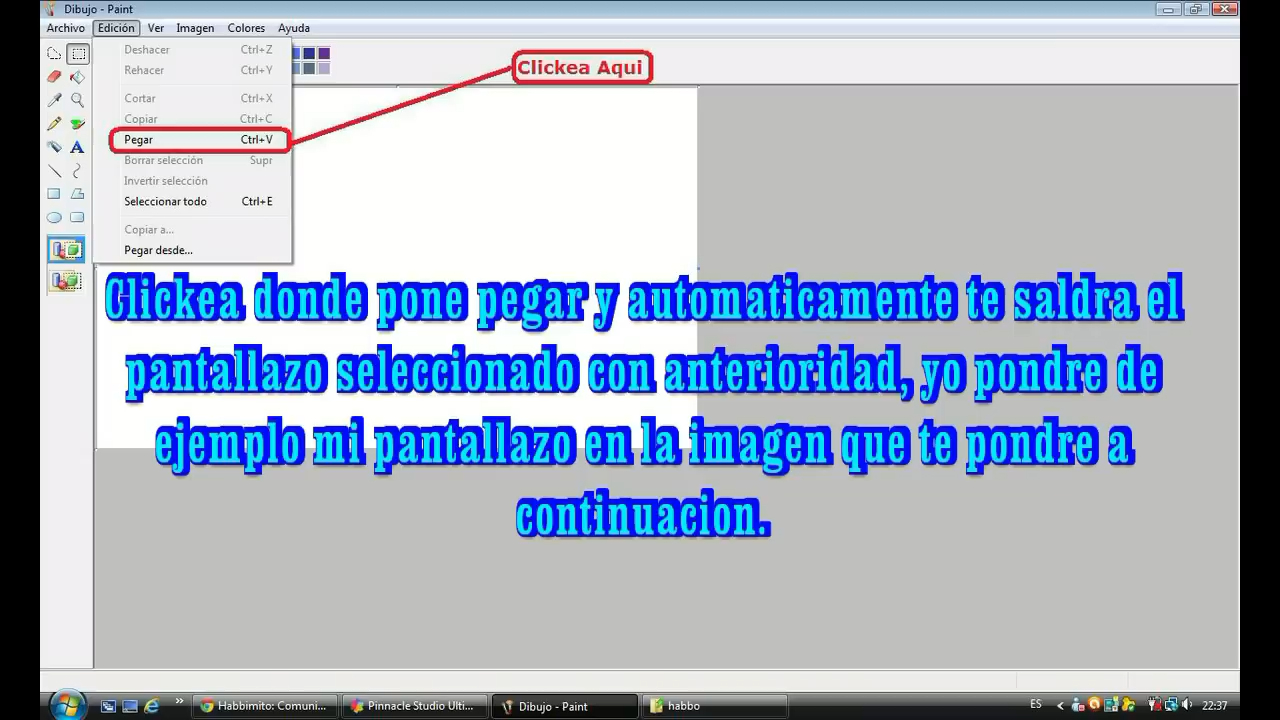 Dibujo - Paint
Archivo Edición Ver Imagen Colores Ayuda
Deshacer Ctrl+Z
Rehacer Ctrl+Y
Cortar Ctrl+X
Copiar Ctrl+C
Pegar Ctrl+V
Borrar selección Supr
Invertir selección
Seleccionar todo Ctrl+E
Copiar a...
Pegar desde...
Clickea Aqui
Clickea donde pone pegar y automaticamente te saldra el
pantallazo seleccionado con anterioridad, yo pondre de
ejemplo mi pantallazo en la imagen que te pondre a
continuacion.
Habbimito: Comuni... Pinnacle Studio Ulti... Dibujo - Paint habbo ES 22:37